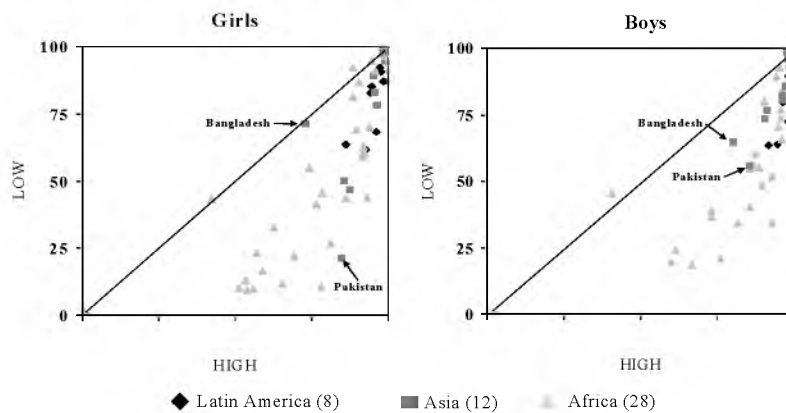 Girls
Boys
100
75
50
25
0
LOW
Bangladesh
Pakistan
HIGH
100
75
50
25
0
LOW
Bangladesh
Pakistan
HIGH
Latin America (8)
Asia (12)
Africa (28)